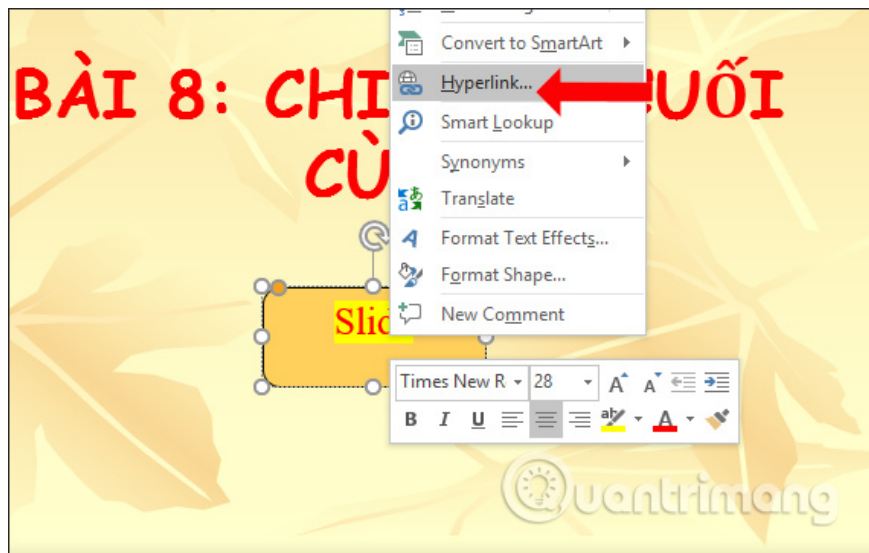 Convert to SmartArt
Hyperlink...
BÀI 8: CHI UỐI
Smart Lookup
Synonyms
CÙ
Translate
Format Text Effects...
Format Shape...
Slid
New Comment
Times New R 28
B I U
Quantrimang